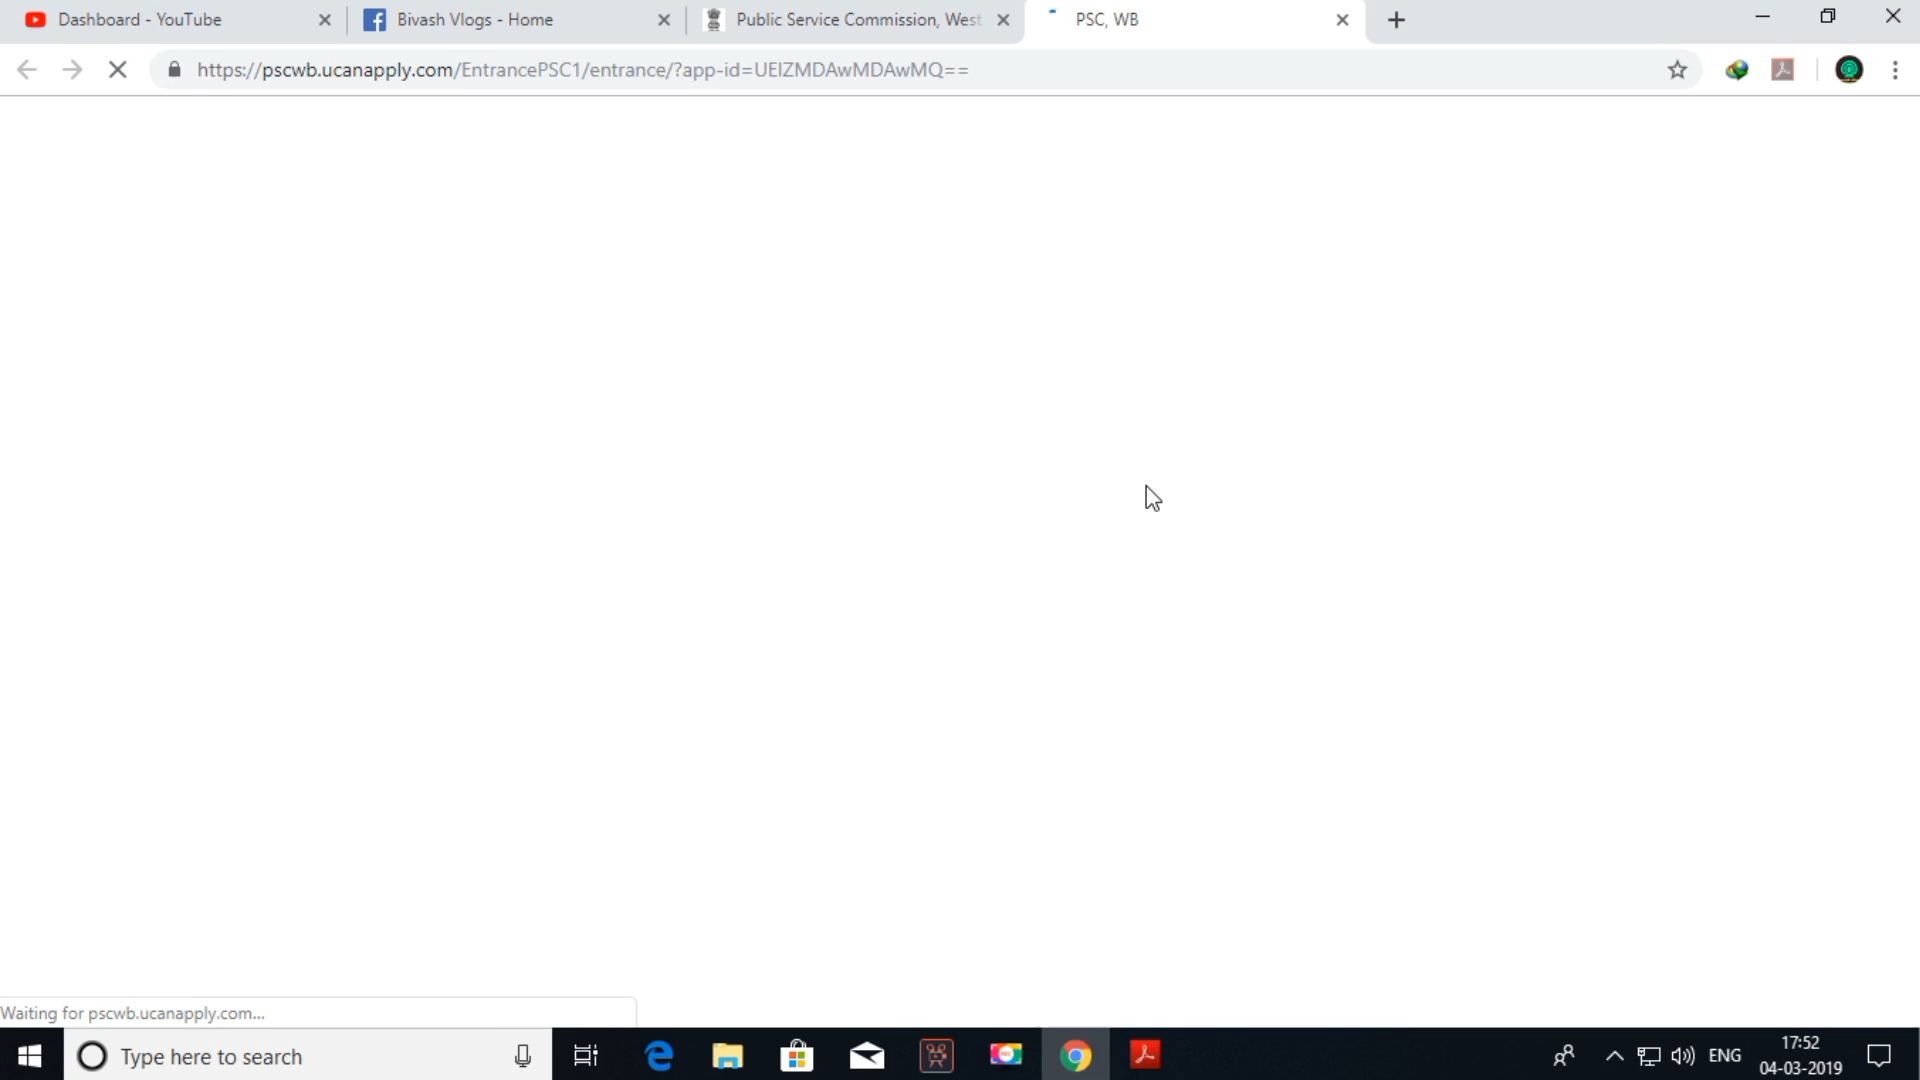 Dashboard - YouTube
Bivash Vlogs - Home
Public Service Commission, West
PSC, WB
https://pscwb.ucanapply.com/EntrancePSC1/entrance/?app-id=UElZMDAwMDAwMQ==
Waiting for pscwb.ucanapply.com...
Type here to search
ENG
17:52
04-03-2019